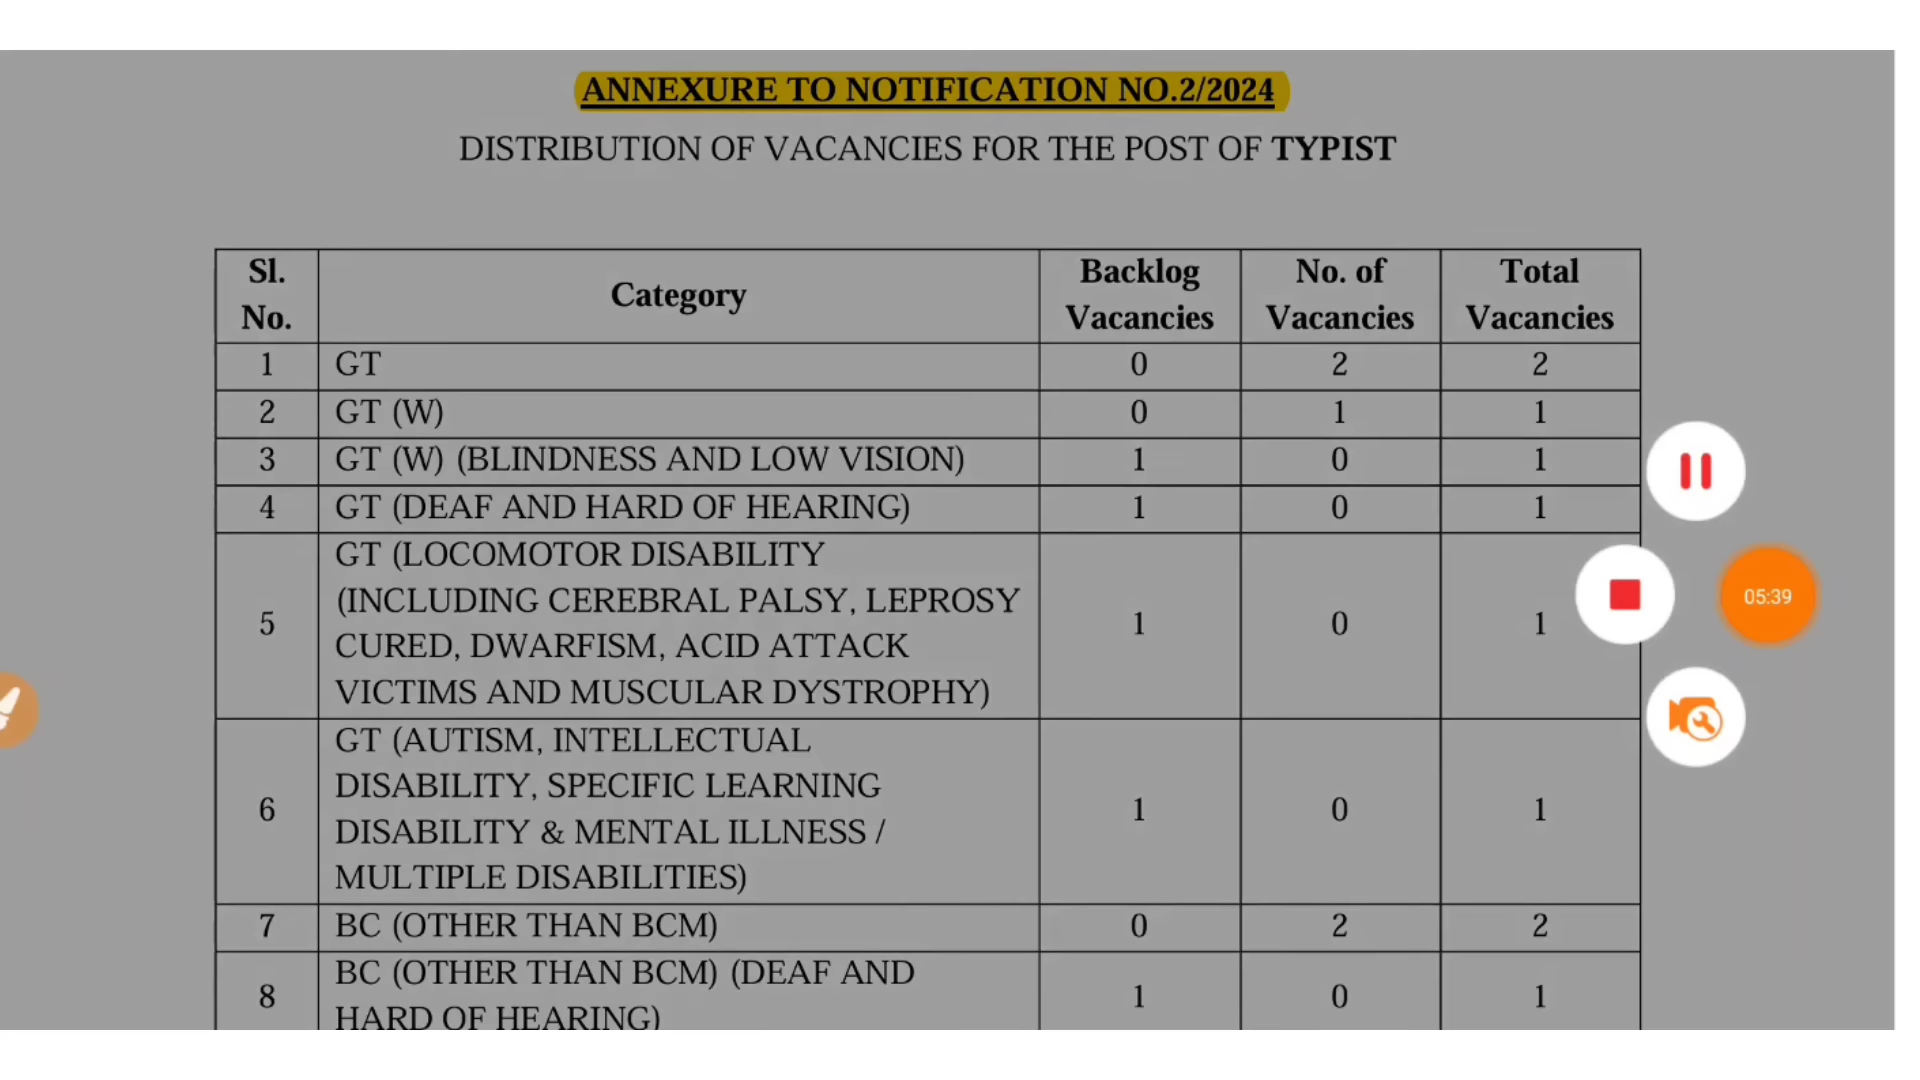 ANNEXURE TO NOTIFICATION NO.2/2024
DISTRIBUTION OF VACANCIES FOR THE POST OF TYPIST
Sl. No. Category Backlog Vacancies No. of Vacancies Total Vacancies
1 GT 0 2 2
2 GT (W) 0 1 1
3 GT (W) (BLINDNESS AND LOW VISION) 1 0 1
4 GT (DEAF AND HARD OF HEARING) 1 0 1
GT (LOCOMOTOR DISABILITY
(INCLUDING CEREBRAL PALSY, LEPROSY
5 1 0 1 05:39
CURED, DWARFISM, ACID ATTACK
VICTIMS AND MUSCULAR DYSTROPHY)
GT (AUTISM, INTELLECTUAL
DISABILITY, SPECIFIC LEARNING
6 1 0 1
DISABILITY & MENTAL ILLNESS /
MULTIPLE DISABILITIES)
7 BC (OTHER THAN BCM) 0 2 2
BC (OTHER THAN BCM) (DEAF AND
8 1 0 1
HARD OF HEARING)